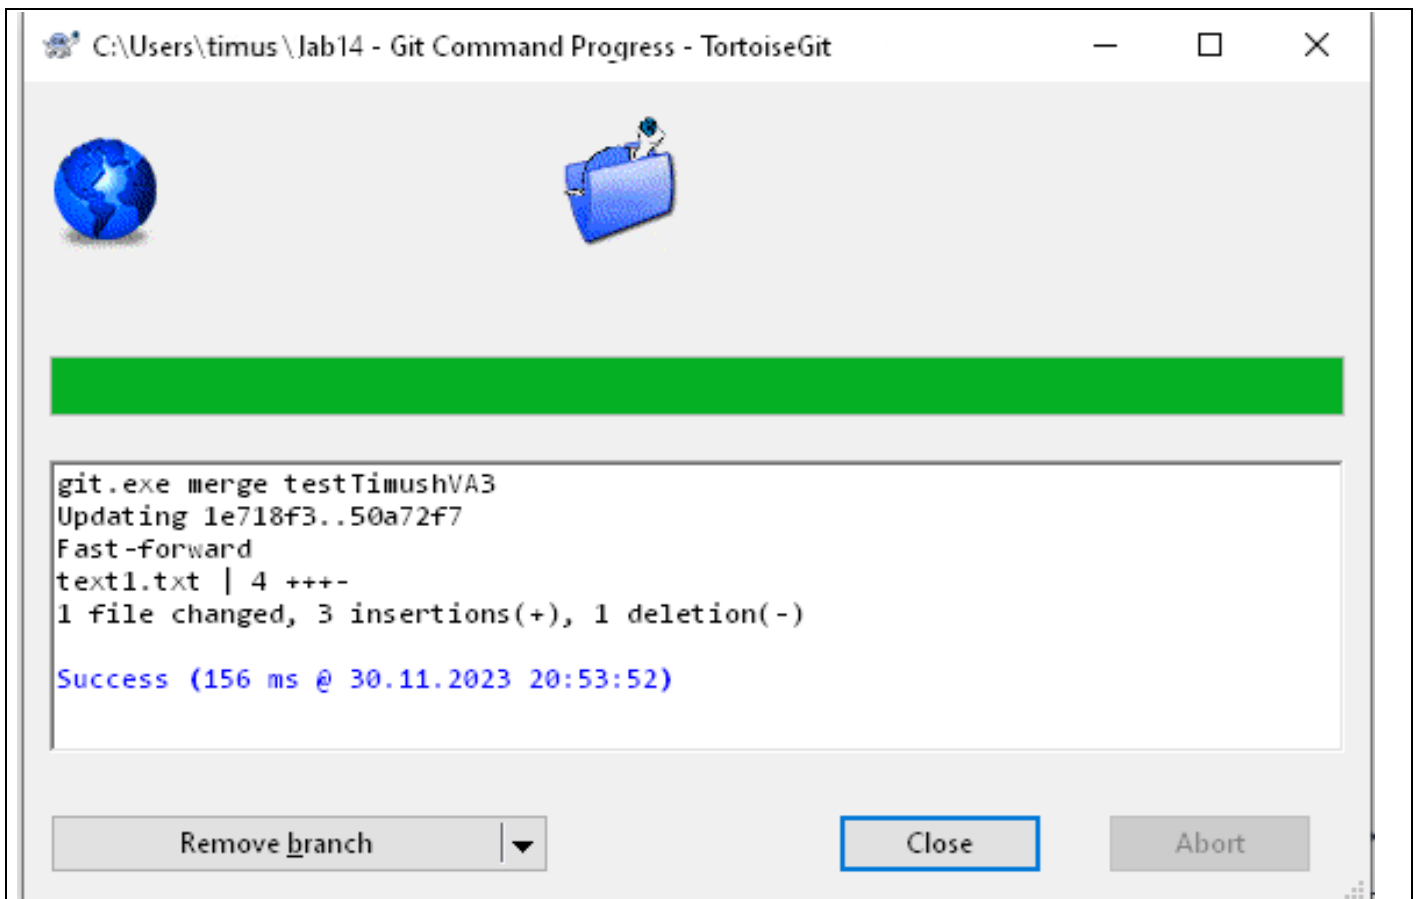 C:\Users\timus\Jab14 - Git Command Progress - TortoiseGit
git.exe merge testTimushVA3
Updating 1e718f3..50a72f7
Fast-forward
text1.txt | 4 +++-
1 file changed, 3 insertions(+), 1 deletion(-)
Success (156 ms @ 30.11.2023 20:53:52)
Remove branch
Close
Abort